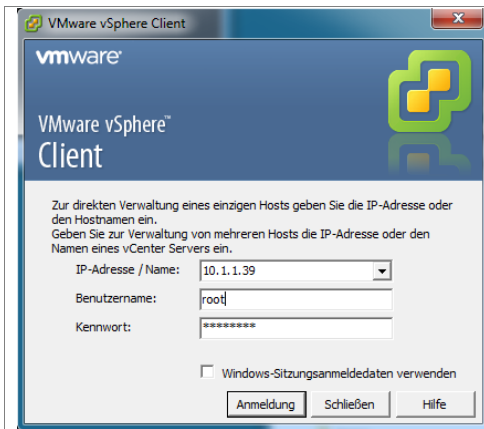 VMware vSphere Client
vmware
VMware vSphere™
Client
Zur direkten Verwaltung eines einzigen Hosts geben Sie die IP-Adresse oder
den Hostnamen ein.
Geben Sie zur Verwaltung von mehreren Hosts die IP-Adresse oder den
Namen eines vCenter Servers ein.
IP-Adresse / Name: 10.1.1.39
Benutzername: root
Kennwort: ********
Windows-Sitzungsanmeldedaten verwenden
Anmeldung Schließen Hilfe